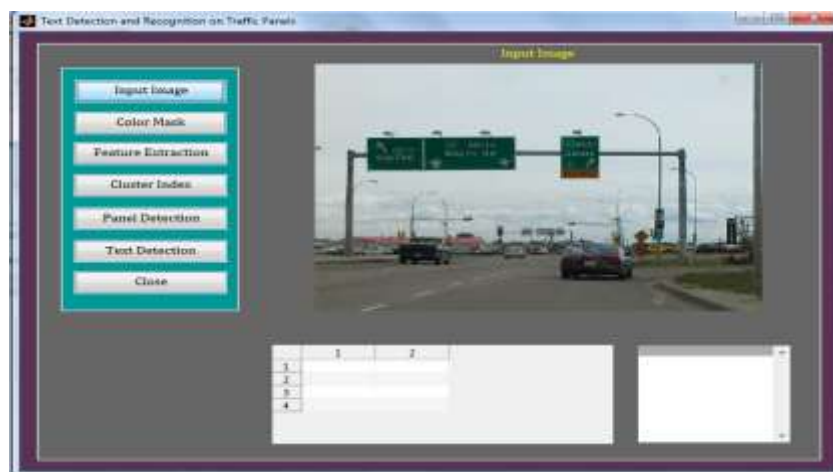 Text Detection and Recognition on Traffic Panels
Input Image
Input Image
Color Mask
Feature Extraction
Cluster Index
Panel Detection
Text Detection
Close
1 2
1
2
3
4